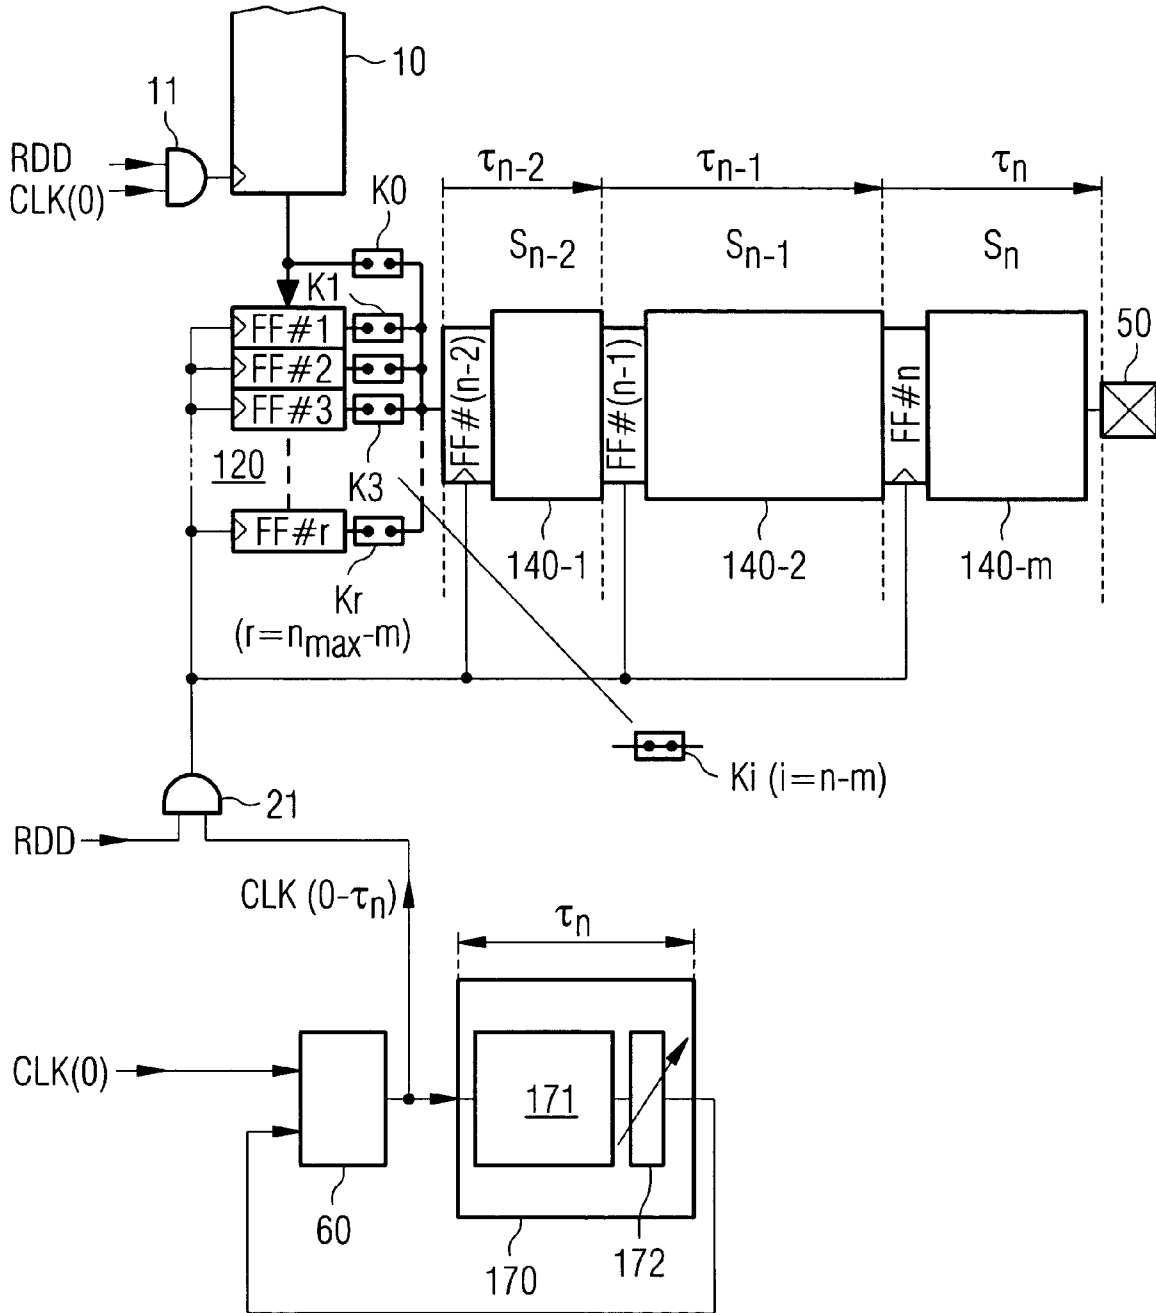 10
11
RDD
CLK(0)
K0
τn-2
τn-1
τn
Sn-2
Sn-1
Sn
K1
FF#1
FF#2
FF#3
50
FF#(n-2)
FF#(n-1)
FF#n
120
K3
FF#r
140-1
140-2
140-m
Kr
(r=nmax-m)
Ki (i=n-m)
21
RDD
CLK (0-τn)
τn
CLK(0)
171
60
170
172